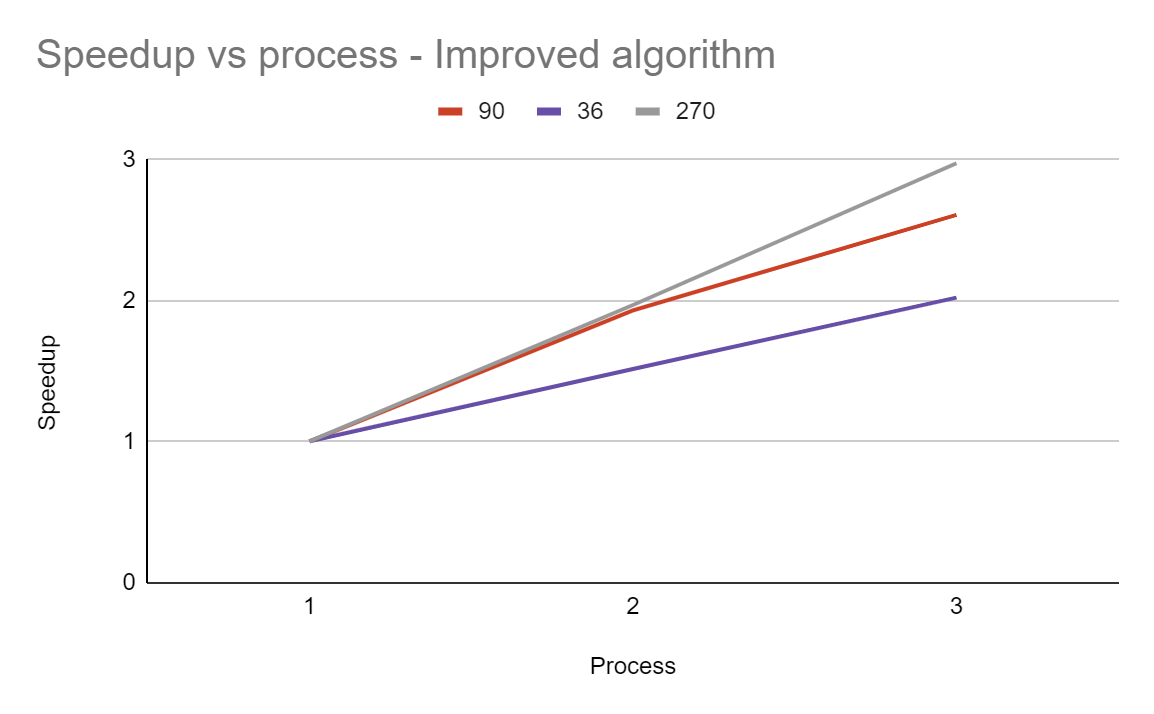 Speedup vs process - Improved algorithm
90 36 270
3
2
1
0
Speedup
1 2 3
Process